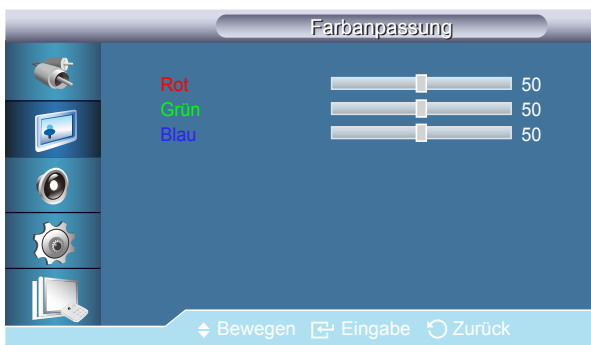 Farbanpassung
Rot 50
Grün 50
Blau 50
Bewegen Eingabe Zurück